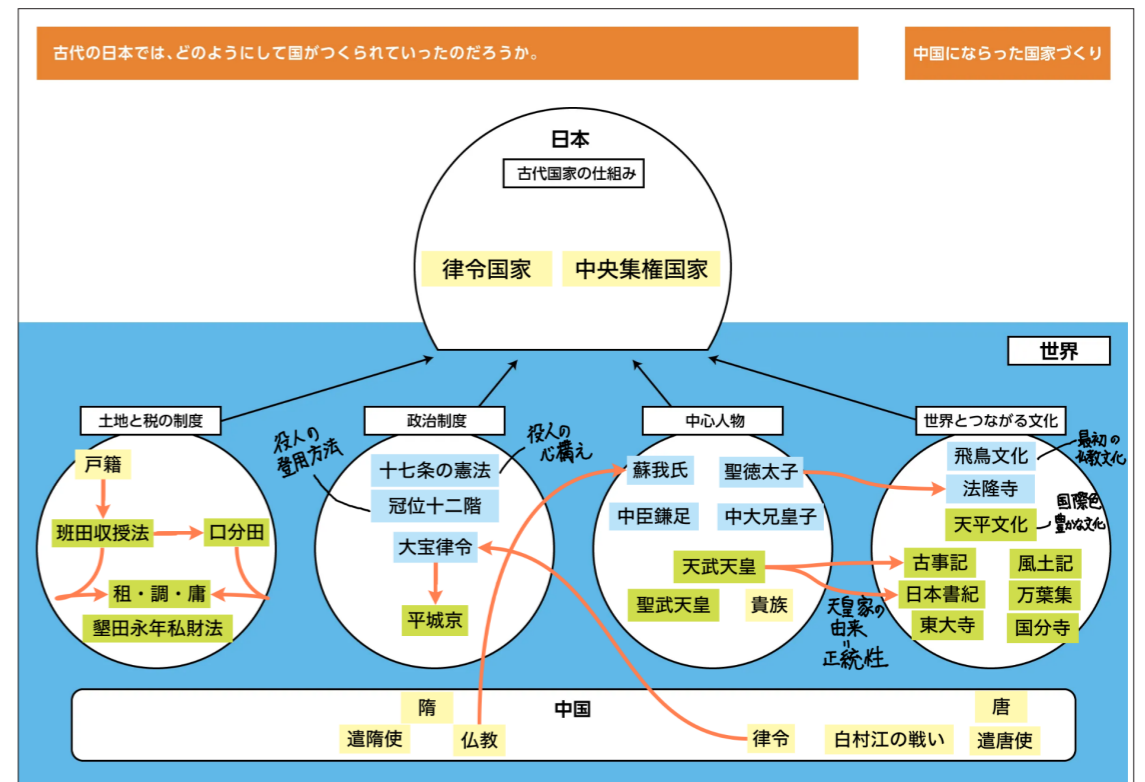 古代の日本では、どのようにして国がつくられていったのだろうか。
中国にならった国家づくり
日本
古代国家の仕組み
律令国家
中央集権国家
世界
土地と税の制度
戸籍
班田収授法
口分田
租・調・庸
墾田永年私財法
政治制度
役人の
登用方法
役人の
心構え
十七条の憲法
冠位十二階
大宝律令
平城京
中心人物
蘇我氏
聖徳太子
中臣鎌足
中大兄皇子
天武天皇
聖武天皇
貴族
天皇家の
由来
=
正統性
世界とつながる文化
飛鳥文化
最初の
仏教文化
法隆寺
天平文化
国際色
豊かな文化
古事記
風土記
日本書紀
万葉集
東大寺
国分寺
中国
隋
遣隋使
仏教
律令
白村江の戦い
唐
遣唐使